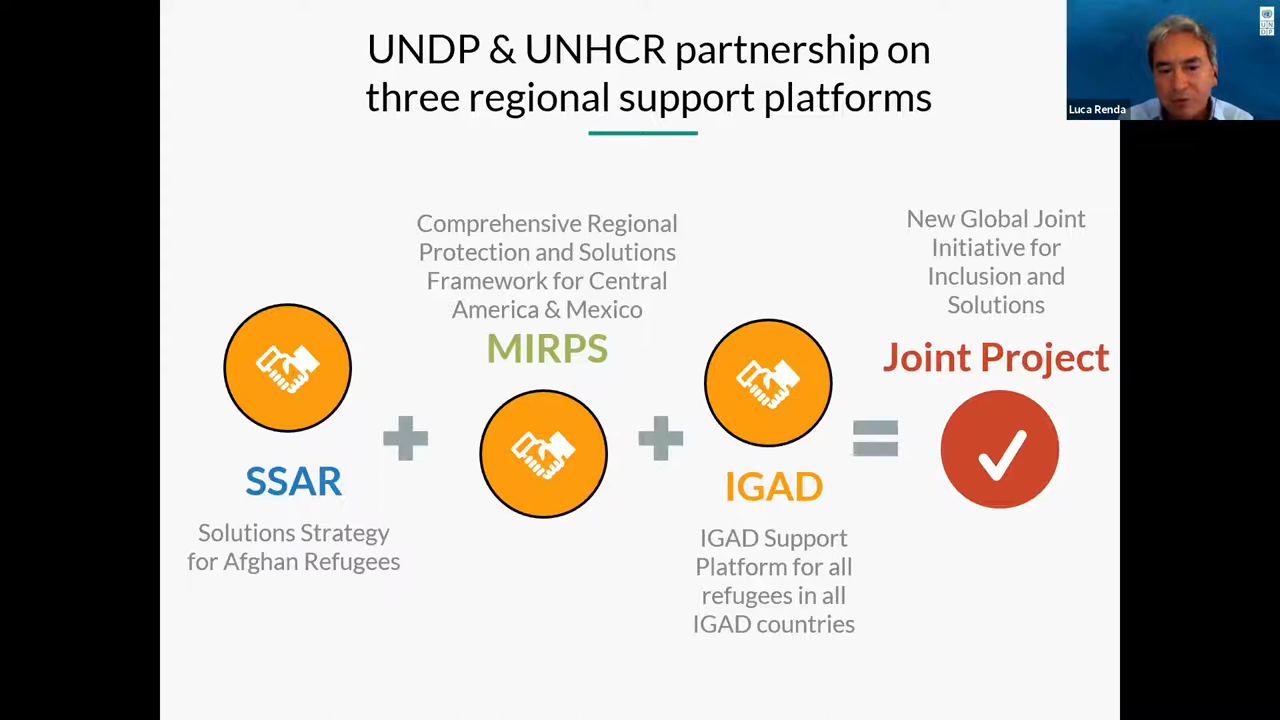 UNDP & UNHCR partnership on
three regional support platforms
Luca Renda
UN
DP
Comprehensive Regional
Protection and Solutions
Framework for Central
America & Mexico
MIRPS
New Global Joint
Initiative for
Inclusion and
Solutions
Joint Project
SSAR
Solutions Strategy
for Afghan Refugees
IGAD
IGAD Support
Platform for all
refugees in all
IGAD countries